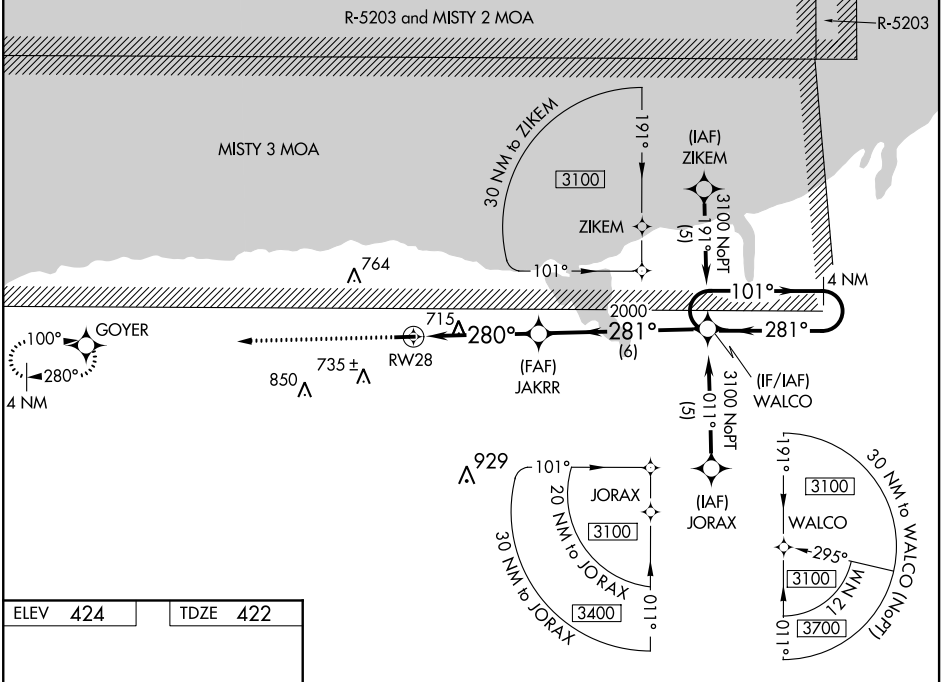 R-5203 and MISTY 2 MOA
R-5203
MISTY 3 MOA
30 NM to ZIKEM
3100
191°
ZIKEM
101°
(IAF)
ZIKEM
3100 NoPT
191°
(5)
764
4 NM
101°
2000
281°
(6)
281°
GOYER
100°
280°
4 NM
715
280°
RW28
735 ±
850
(FAF)
JAKRR
(IF/IAF)
WALCO
3100 NoPT
011°
(5)
(IAF)
JORAX
929
101°
JORAX
20 NM to JORAX
3100
30 NM to JORAX
3400
011°
191°
3100
30 NM to WALCO (NoPT)
WALCO
295°
3100
12 NM
3700
011°
ELEV 424
TDZE 422